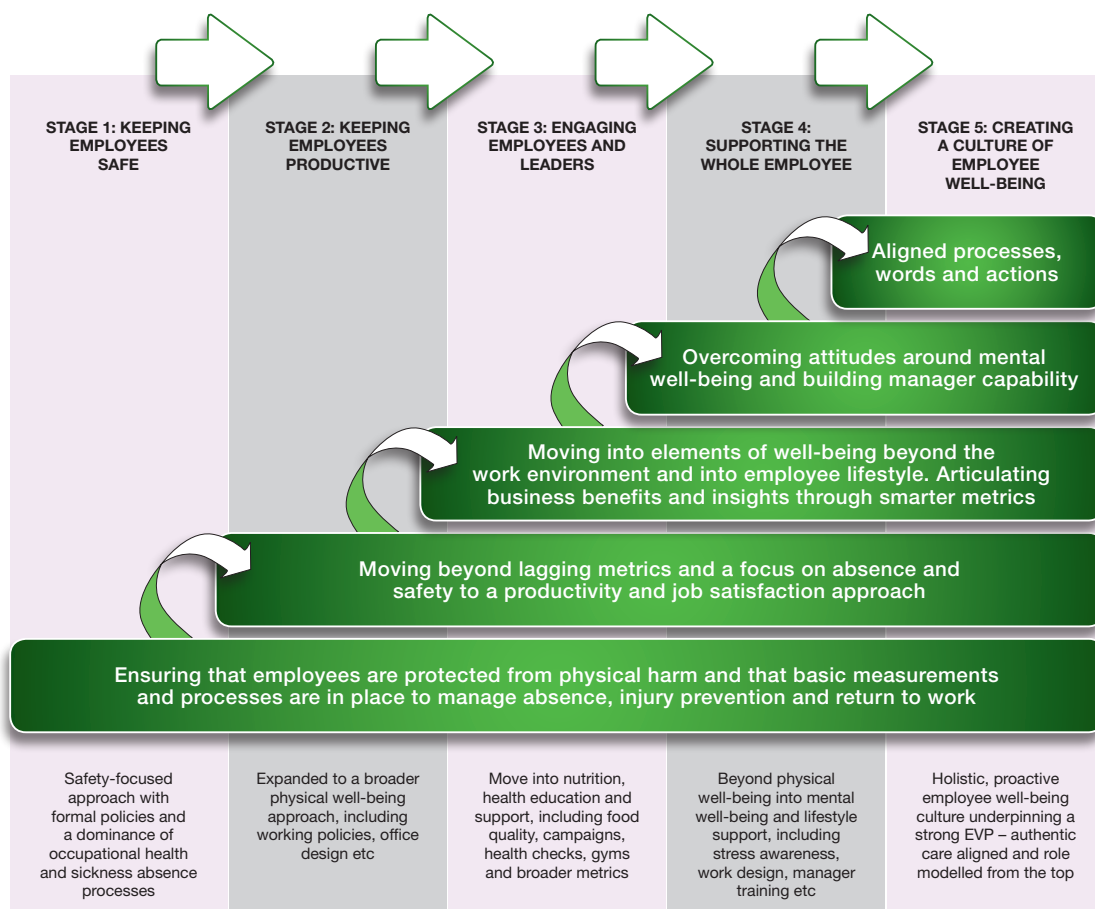 STAGE 1: KEEPING
EMPLOYEES
SAFE
STAGE 2: KEEPING
EMPLOYEES
PRODUCTIVE
STAGE 3: ENGAGING
EMPLOYEES AND
LEADERS
STAGE 4:
SUPPORTING THE
WHOLE EMPLOYEE
STAGE 5: CREATING
A CULTURE OF
EMPLOYEE
WELL-BEING
Aligned processes,
words and actions
Overcoming attitudes around mental
well-being and building manager capability
Moving into elements of well-being beyond the
work environment and into employee lifestyle. Articulating
business benefits and insights through smarter metrics
Moving beyond lagging metrics and a focus on absence and
safety to a productivity and job satisfaction approach
Ensuring that employees are protected from physical harm and that basic measurements
and processes are in place to manage absence, injury prevention and return to work
Safety-focused
approach with
formal policies and
a dominance of
occupational health
and sickness absence
processes
Expanded to a broader
physical well-being
approach, including
working policies, office
design etc
Move into nutrition,
health education and
support, including food
quality, campaigns,
health checks, gyms
and broader metrics
Beyond physical
well-being into mental
well-being and lifestyle
support, including
stress awareness,
work design, manager
training etc
Holistic, proactive
employee well-being
culture underpinning a
strong EVP – authentic
care aligned and role
modelled from the top